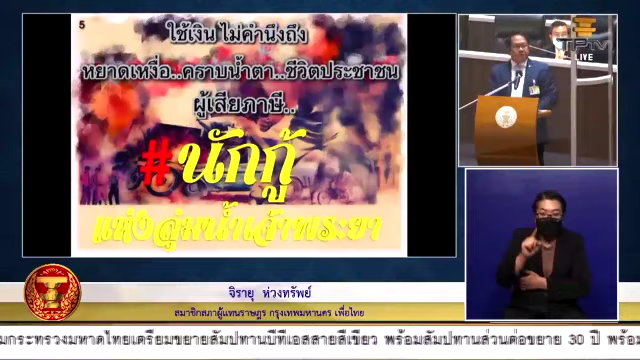 5
ใช้เงิน ไม่คำนึงถึง
หยาดเหงื่อ..คราบน้ำตา..ชีวิตประชาชน
ผู้เสียภาษี..
#นักกู้
แห่งลุ่มน้ำเจ้าพระยา
TPtv
LIVE
จิรายุ ห่วงทรัพย์
สมาชิกสภาผู้แทนราษฎร กรุงเทพมหานคร เพื่อไทย
มกระทรวงมหาดไทยเตรียมขยายสัมปทานบีทีเอสสายสีเขียว พร้อมสัมปทานส่วนต่อขยาย 30 ปี พร้อ